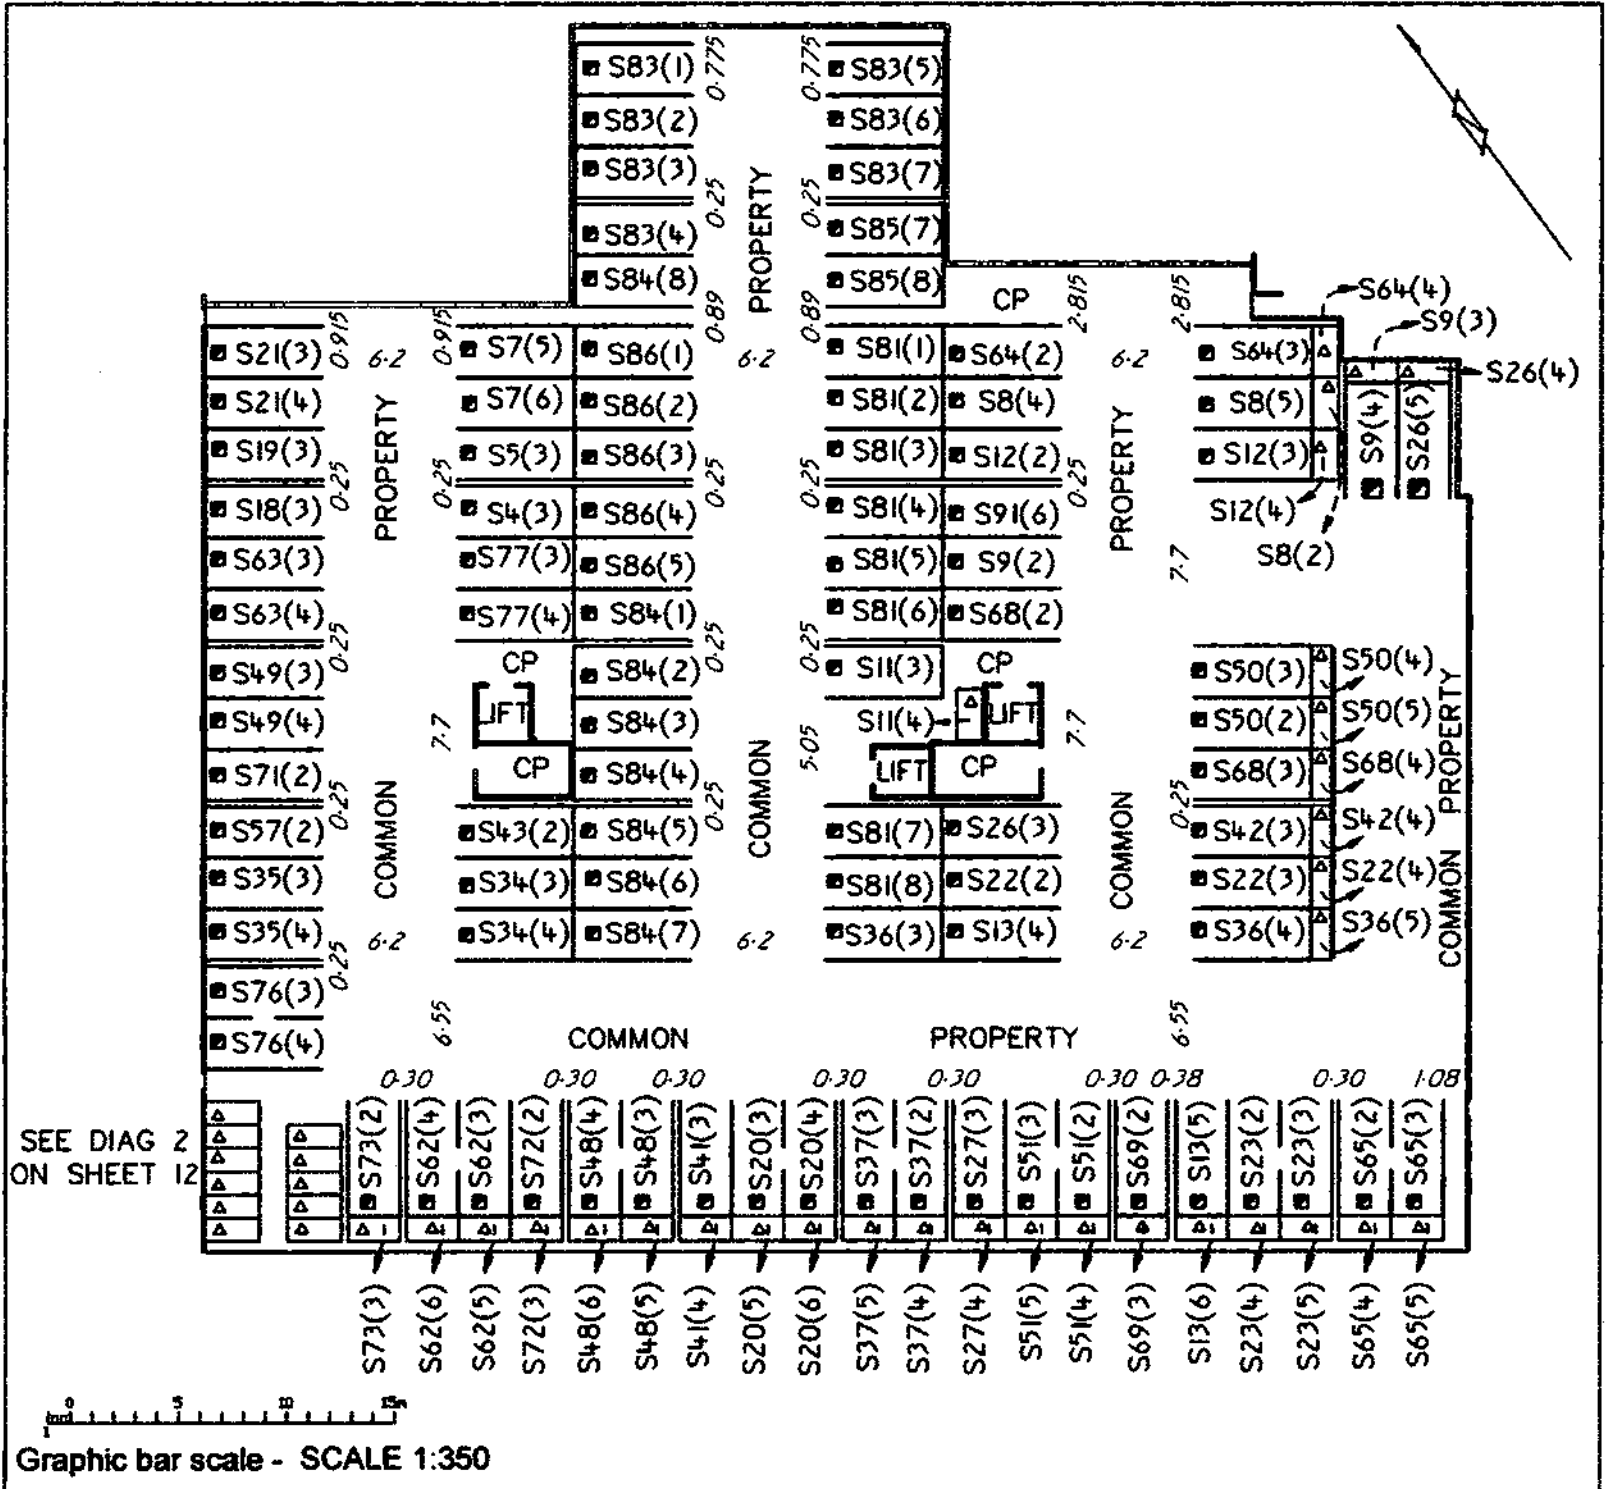 S83(1) 0.775 0.775 S83(5)
S83(2) S83(6)
S83(3) S83(7)
0.25 PROPERTY 0.25
S83(4) S85(7)
S84(8) S85(8)
0.89 0.89 CP 2.815 2.815 S64(4)
S9(3)
S26(4)
S21(3) 0.915 6.2 0.915 S7(5) S86(1) 6.2 S81(1) S64(2) 6.2 S64(3)
S21(4) S7(6) S86(2) S81(2) S8(4) S8(5) S9(4) S26(5)
S19(3) S5(3) S86(3) S81(3) S12(2) S12(3)
0.25 PROPERTY 0.25 0.25 0.25 0.25 PROPERTY
S18(3) S4(3) S86(4) S81(4) S91(6) S12(4)
S63(3) S77(3) S86(5) S81(5) S9(2) 7.7 S8(2)
S63(4) S77(4) S84(1) S81(6) S68(2)
0.25 0.25 0.25
S49(3) CP S84(2) S11(3) CP S50(3) S50(4)
S49(4) LIFT S84(3) S11(4) LIFT S50(2) S50(5) PROPERTY
7.7 5.05 7.7
S71(2) CP S84(4) LIFT CP S68(3) S68(4)
0.25 COMMON 0.25 COMMON COMMON 0.25
S57(2) S43(2) S84(5) S81(7) S26(3) S42(3) S42(4)
S35(3) S34(3) S84(6) S81(8) S22(2) S22(3) S22(4) COMMON
S35(4) 6.2 S34(4) S84(7) 6.2 S36(3) S13(4) 6.2 S36(4) S36(5)
0.25
S76(3)
S76(4) 6.55 COMMON PROPERTY 6.55
0.30 0.30 0.30 0.30 0.30 0.30 0.38 0.30 1.08
SEE DIAG 2
ON SHEET 12
S73(2) S62(4) S62(3) S72(2) S48(4) S48(3) S41(3) S20(3) S20(4) S37(3) S37(2) S27(3) S51(3) S51(2) S69(2) S13(5) S23(2) S23(3) S65(2) S65(3)
S73(3) S62(6) S62(5) S72(3) S48(6) S48(5) S41(4) S20(5) S20(6) S37(5) S37(4) S27(4) S51(5) S51(4) S69(3) S13(6) S23(4) S23(5) S65(4) S65(5)
0 5 10 15m
Graphic bar scale - SCALE 1:350